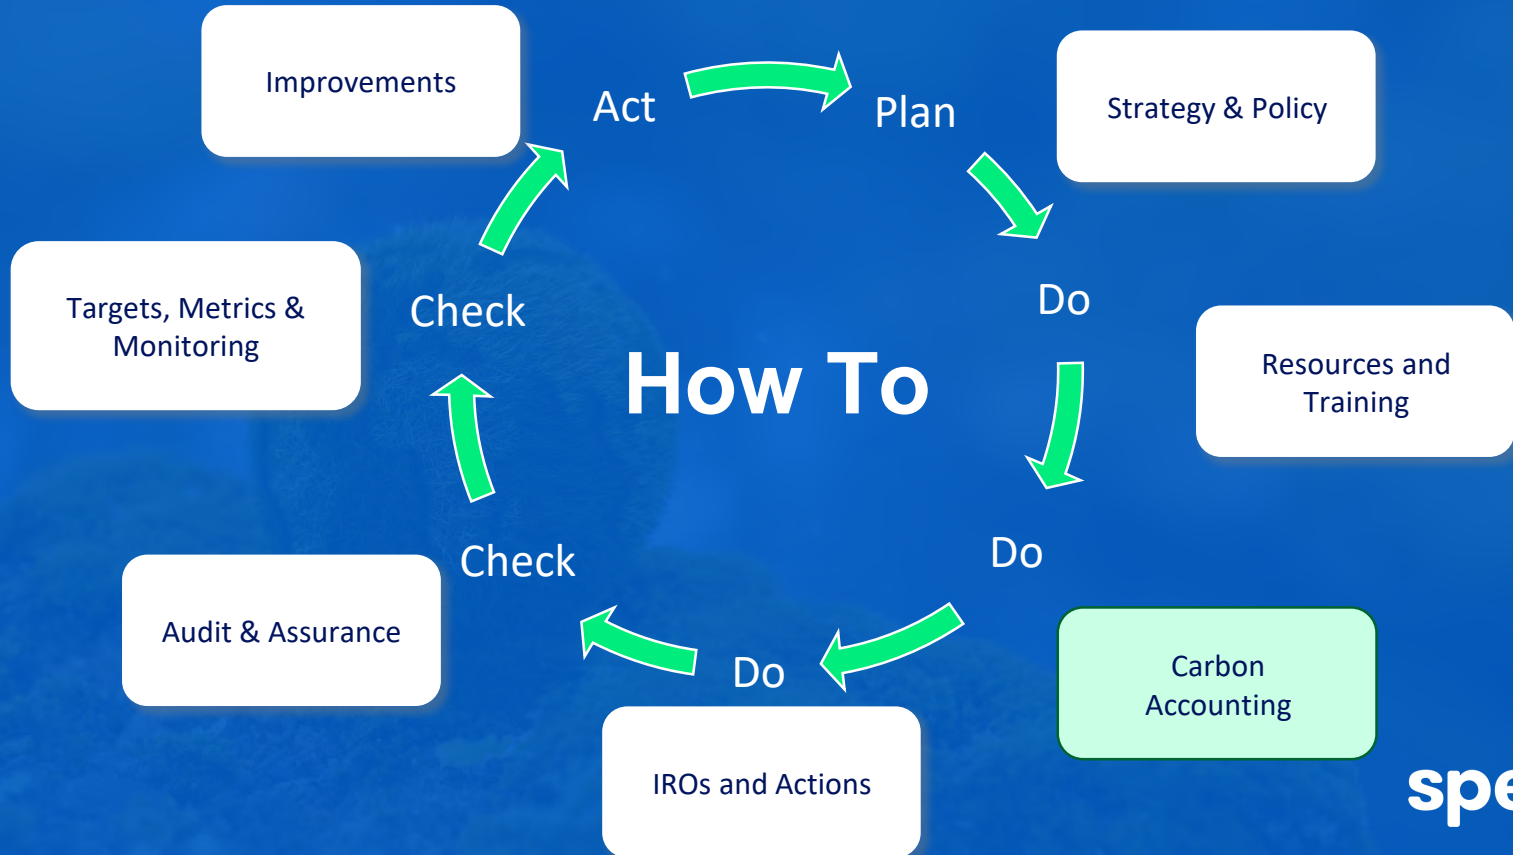 Improvements
Act
Plan
Strategy & Policy
Do
Resources and
Training
Do
Carbon
Accounting
Do
IROs and Actions
Check
Audit & Assurance
Check
Targets, Metrics &
Monitoring
How To
spe